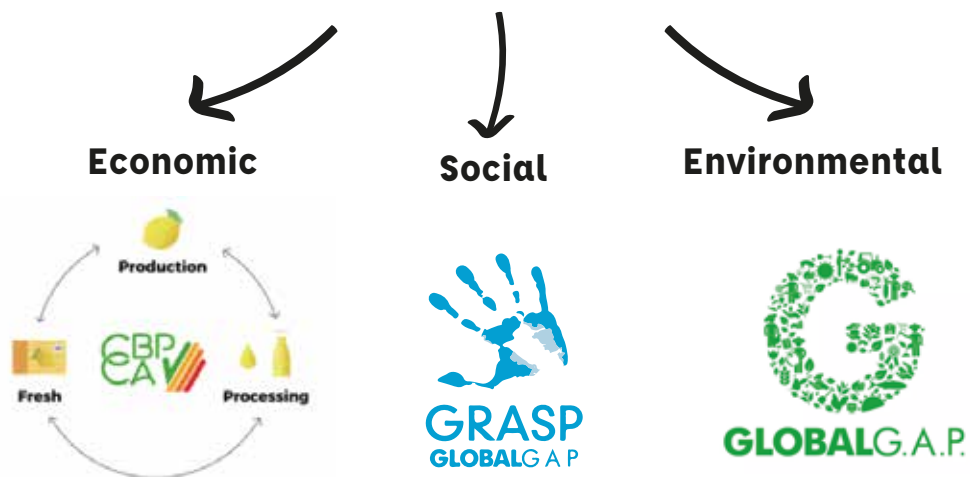 Economic
Social
Environmental
Production
CBP
CA
Fresh
Processing
GRASP
GLOBALG A P
GLOBALG.A.P.